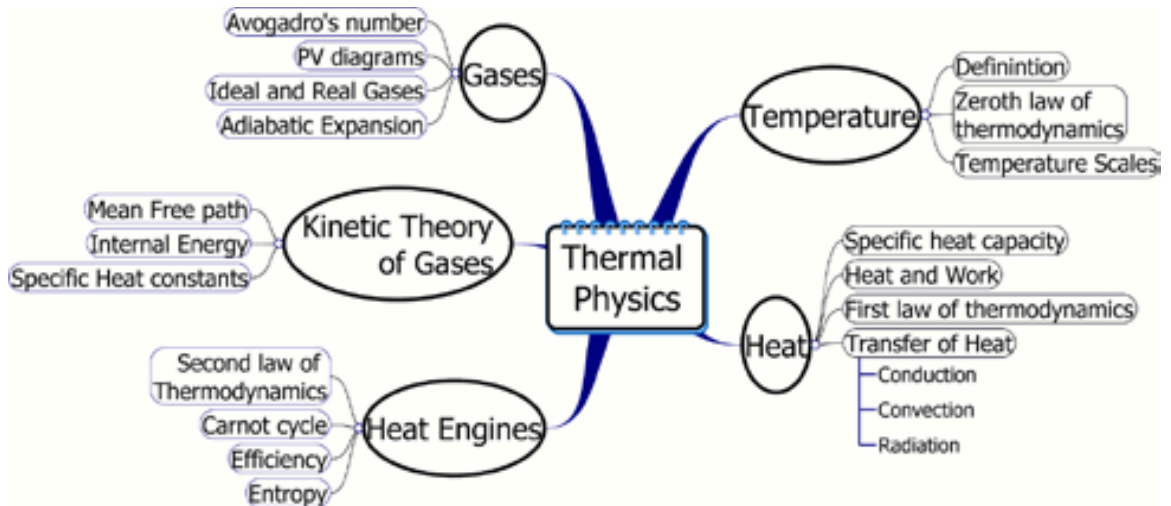 Thermal
Physics
Gases
Avogadro's number
PV diagrams
Ideal and Real Gases
Adiabatic Expansion
Temperature
Definintion
Zeroth law of
thermodynamics
Temperature Scales
Kinetic Theory
of Gases
Mean Free path
Internal Energy
Specific Heat constants
Heat
Specific heat capacity
Heat and Work
First law of thermodynamics
Transfer of Heat
Conduction
Convection
Radiation
Heat Engines
Second law of
Thermodynamics
Carnot cycle
Efficiency
Entropy